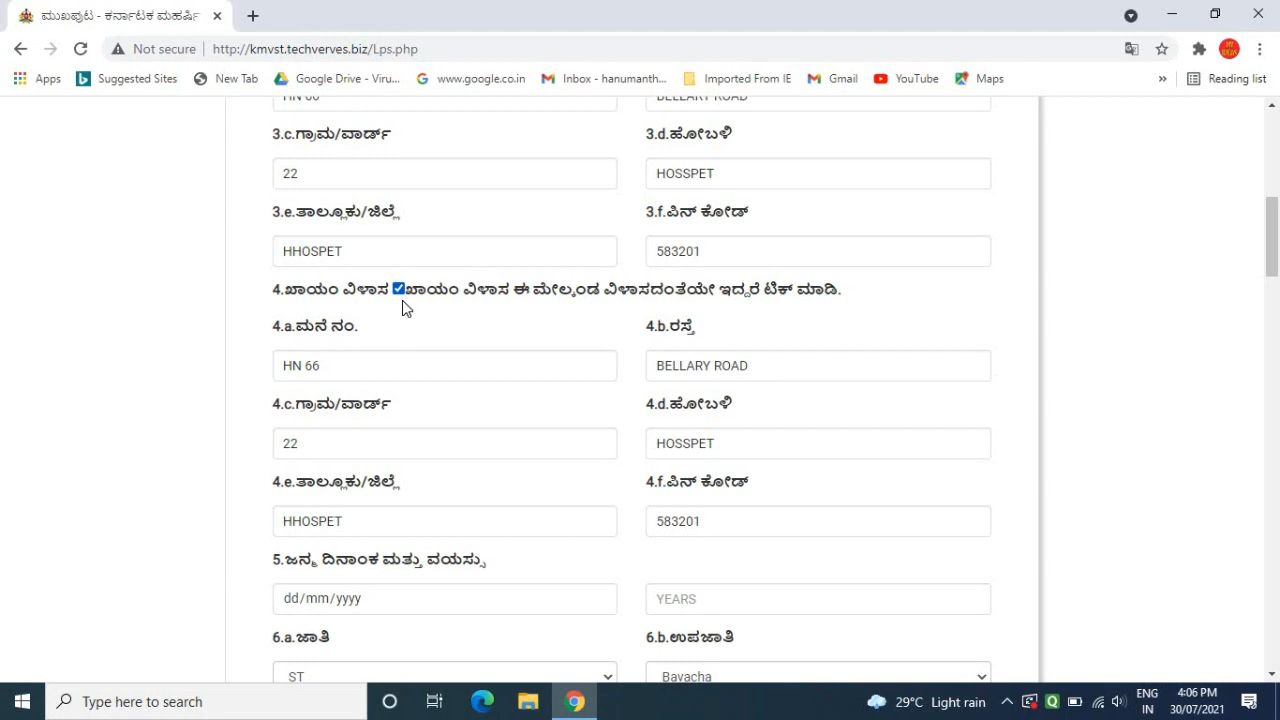 ಮುಖಪುಟ - ಕರ್ನಾಟಕ ಮಹರ್ಷಿ
Not secure | http://kmvst.techverves.biz/Lps.php
Apps Suggested Sites New Tab Google Drive - Viru... www.google.co.in Inbox - hanumanth... Imported From IE Gmail YouTube Maps » Reading list
HN 66 BELLARY ROAD
3.c.ಗ್ರಾಮ/ವಾರ್ಡ್ 3.d.ಹೋಬಳಿ
22 HOSSPET
3.e.ತಾಲ್ಲೂಕು/ಜಿಲ್ಲೆ 3.f.ಪಿನ್ ಕೋಡ್
HHOSPET 583201
4.ಖಾಯಂ ವಿಳಾಸ ಖಾಯಂ ವಿಳಾಸ ಈ ಮೇಲ್ಕಂಡ ವಿಳಾಸದಂತೆಯೇ ಇದ್ದರೆ ಟಿಕ್ ಮಾಡಿ.
4.a.ಮನೆ ನಂ. 4.b.ರಸ್ತೆ
HN 66 BELLARY ROAD
4.c.ಗ್ರಾಮ/ವಾರ್ಡ್ 4.d.ಹೋಬಳಿ
22 HOSSPET
4.e.ತಾಲ್ಲೂಕು/ಜಿಲ್ಲೆ 4.f.ಪಿನ್ ಕೋಡ್
HHOSPET 583201
5.ಜನ್ಮ ದಿನಾಂಕ ಮತ್ತು ವಯಸ್ಸು
dd/mm/yyyy YEARS
6.a.ಜಾತಿ 6.b.ಉಪಜಾತಿ
ST Bavacha
Type here to search 29°C Light rain ENG IN 4:06 PM 30/07/2021